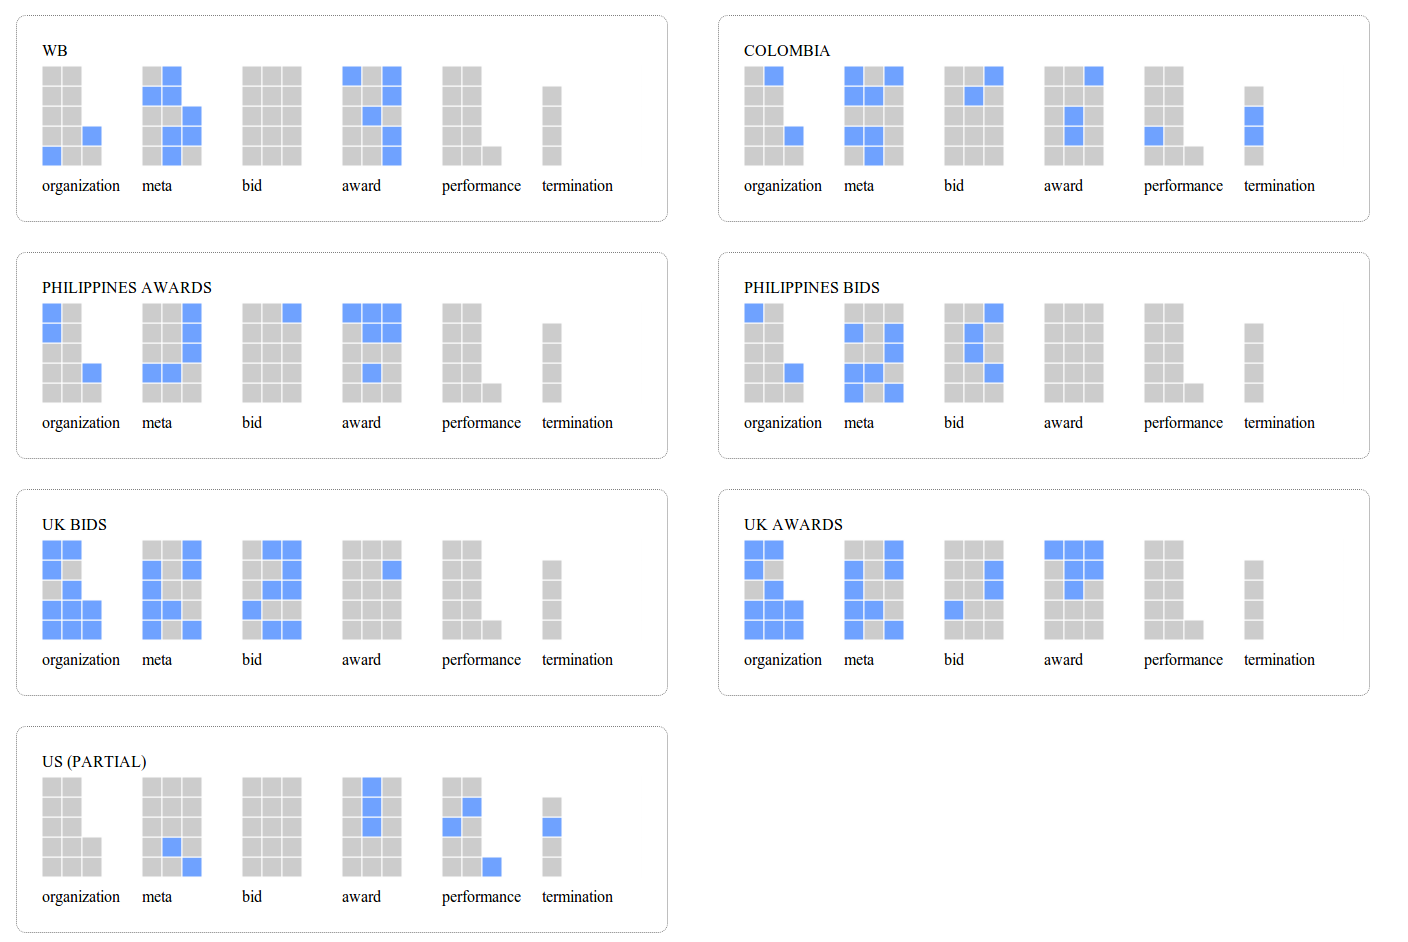 WB
organization meta bid award performance termination
COLOMBIA
organization meta bid award performance termination
PHILIPPINES AWARDS
organization meta bid award performance termination
PHILIPPINES BIDS
organization meta bid award performance termination
UK BIDS
organization meta bid award performance termination
UK AWARDS
organization meta bid award performance termination
US (PARTIAL)
organization meta bid award performance termination